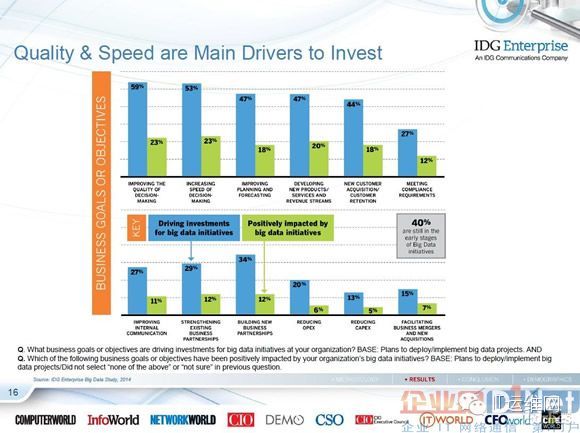 Quality & Speed are Main Drivers to Invest
IDG Enterprise
An IDG Communications Company
BUSINESS GOALS OR OBJECTIVES
59%
23%
53%
23%
47%
18%
47%
20%
44%
18%
27%
12%
IMPROVING THE
QUALITY OF
DECISION-
MAKING
INCREASING
SPEED OF
DECISION-
MAKING
IMPROVING
PLANNING AND
FORECASTING
DEVELOPING
NEW PRODUCTS/
SERVICES AND
REVENUE STREAMS
NEW CUSTOMER
ACQUISITION/
CUSTOMER
RETENTION
MEETING
COMPLIANCE
REQUIREMENTS
KEY
Driving investments
for big data initiatives
Positively impacted by
big data initiatives
40%
are still in the
early stages
of Big Data
initiatives
27%
11%
29%
12%
34%
12%
20%
6%
13%
5%
15%
7%
IMPROVING
INTERNAL
COMMUNICATION
STRENGTHENING
EXISTING
BUSINESS
PARTNERSHIPS
BUILDING NEW
BUSINESS
PARTNERSHIPS
REDUCING
OPEX
REDUCING
CAPEX
FACILITATING
BUSINESS MERGERS
AND NEW
ACQUISITIONS
Q. What business goals or objectives are driving investments for big data initiatives at your organization? BASE: Plans to deploy/implement big data projects. AND
Q. Which of the following business goals or objectives have been positively impacted by your organization's big data initiatives? BASE: Plans to deploy/implement big
data projects/Did not select "none of the above" or "not sure" in previous question.
16
Source: IDG Enterprise Big Data Study, 2014
• METHODOLOGY • RESULTS • CONCLUSION • DEMOGRAPHICS
COMPUTERWORLD InfoWorld NETWORKWORLD CIO DEMO CSO CIO Executive Council ITWORLD CFOworld
IT运维网
企业IT网络通信